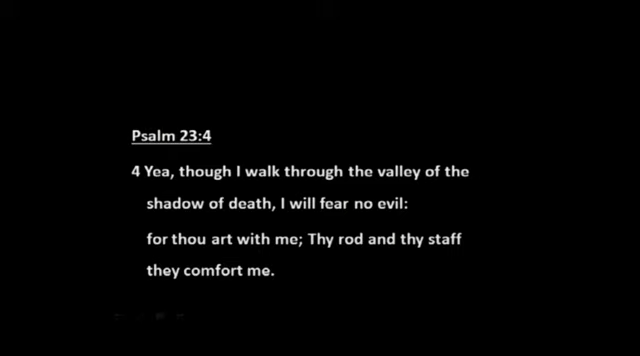 Psalm 23:4
4 Yea, though I walk through the valley of the
shadow of death, I will fear no evil:
for thou art with me; Thy rod and thy staff
they comfort me.